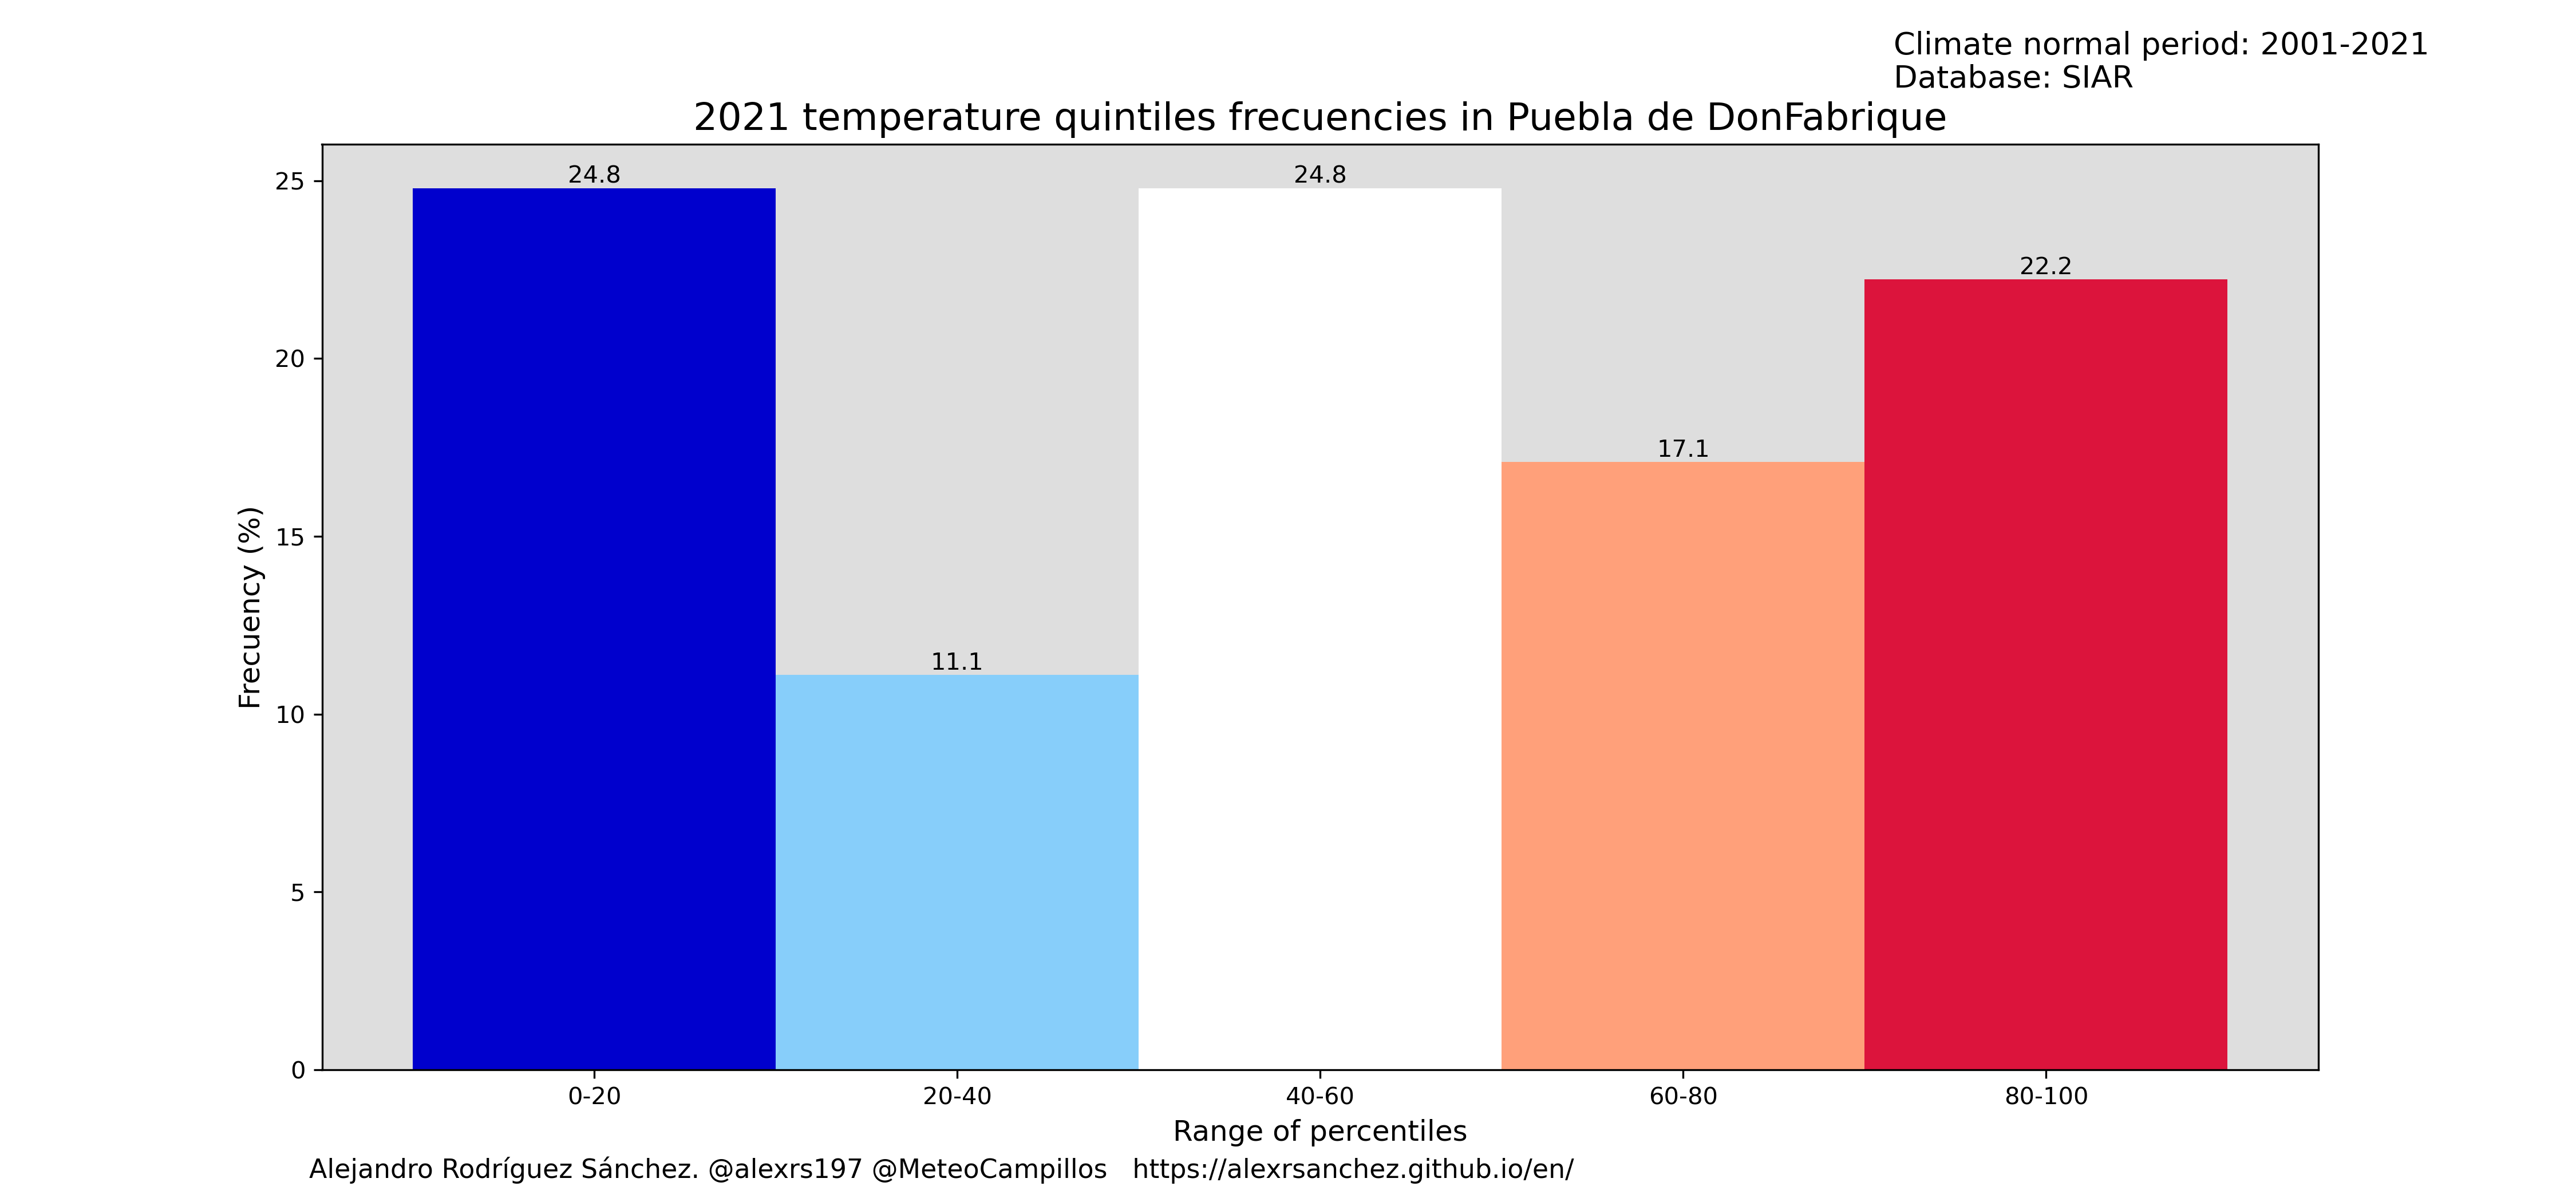 Climate normal period: 2001-2021
Database: SIAR
2021 temperature quintiles frecuencies in Puebla de DonFabrique
24.8
24.8
22.2
17.1
11.1
25
20
15
10
5
0
Frecuency (%)
0-20
20-40
40-60
60-80
80-100
Range of percentiles
Alejandro Rodríguez Sánchez. @alexrs197 @MeteoCampillos https://alexrsanchez.github.io/en/